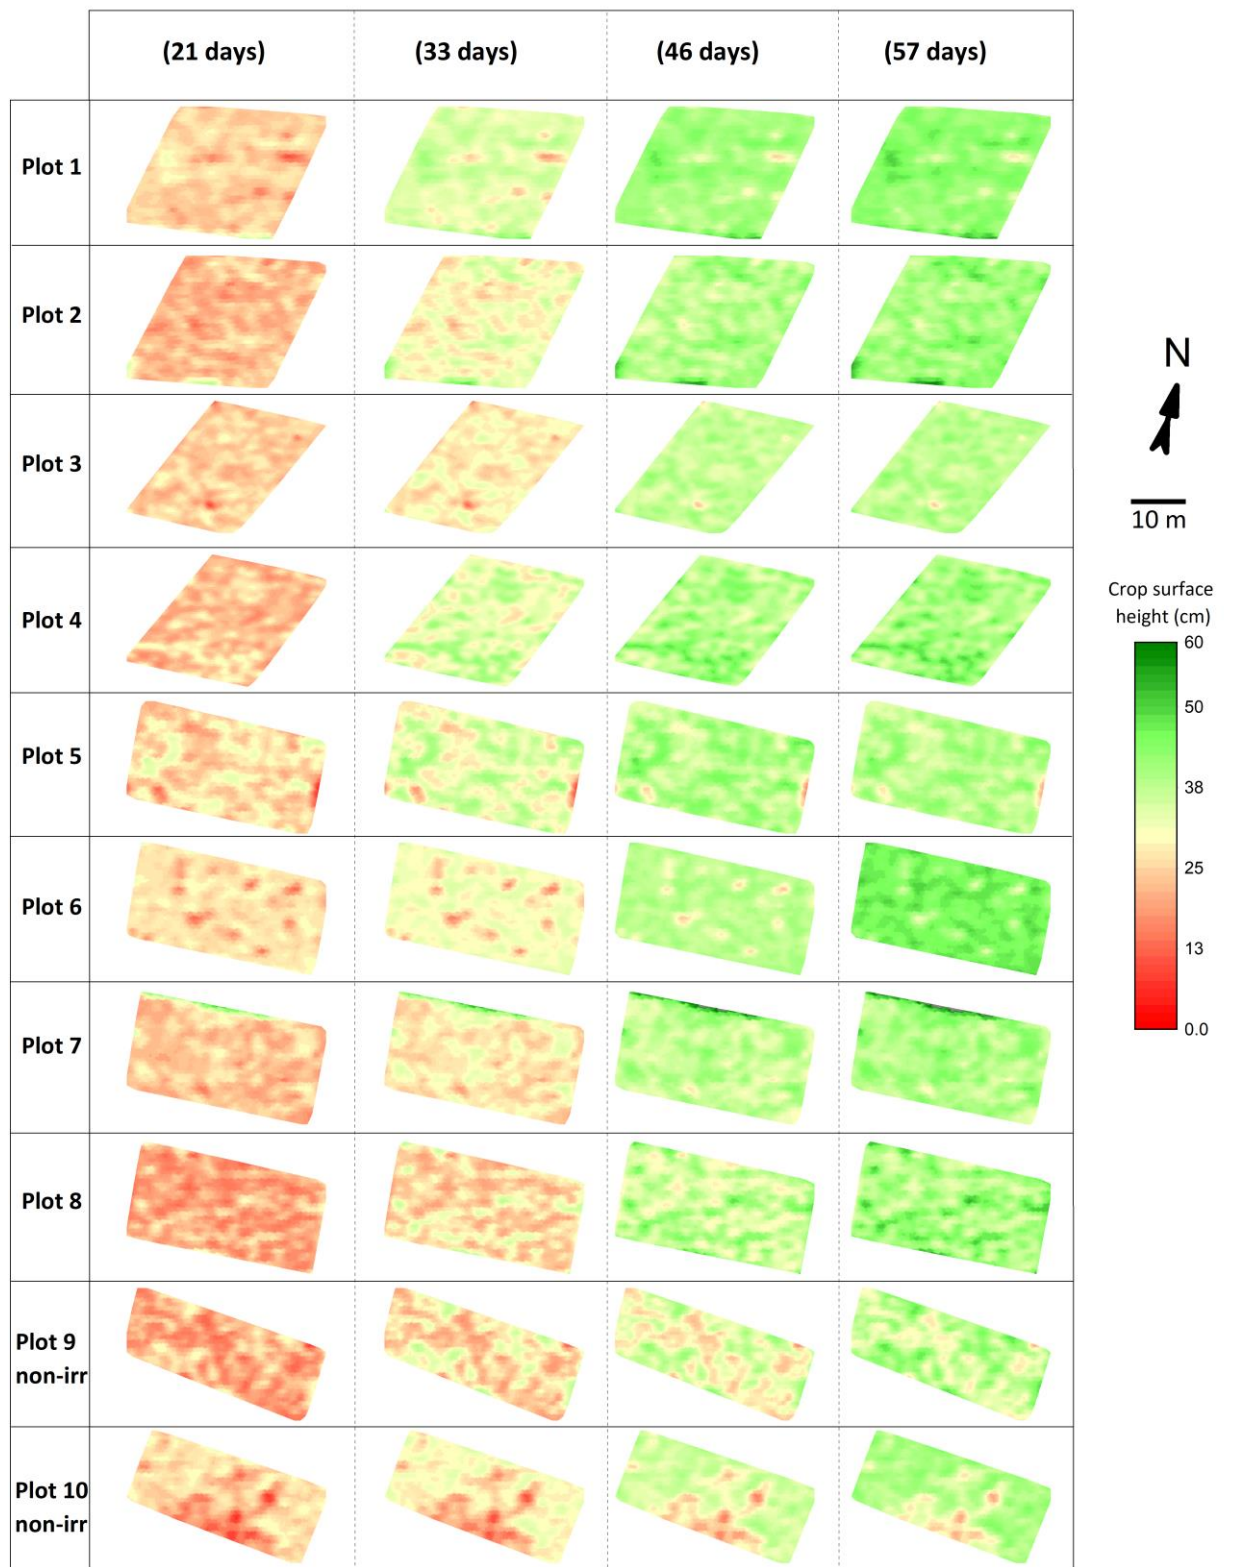 (21 days) (33 days) (46 days) (57 days)
Plot 1
Plot 2
Plot 3
Plot 4
Plot 5
Plot 6
Plot 7
Plot 8
Plot 9
non-irr
Plot 10
non-irr
N
10 m
Crop surface
height (cm)
60
50
38
25
13
0.0